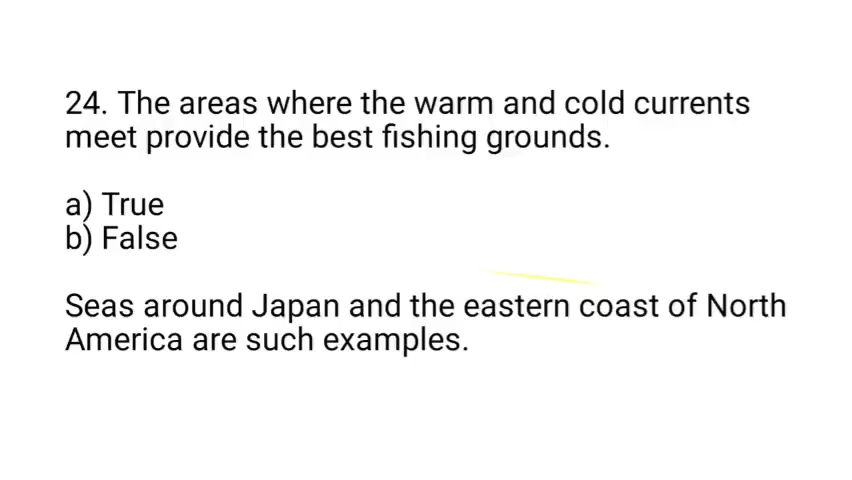 24. The areas where the warm and cold currents
meet provide the best fishing grounds.
a) True
b) False
Seas around Japan and the eastern coast of North
America are such examples.